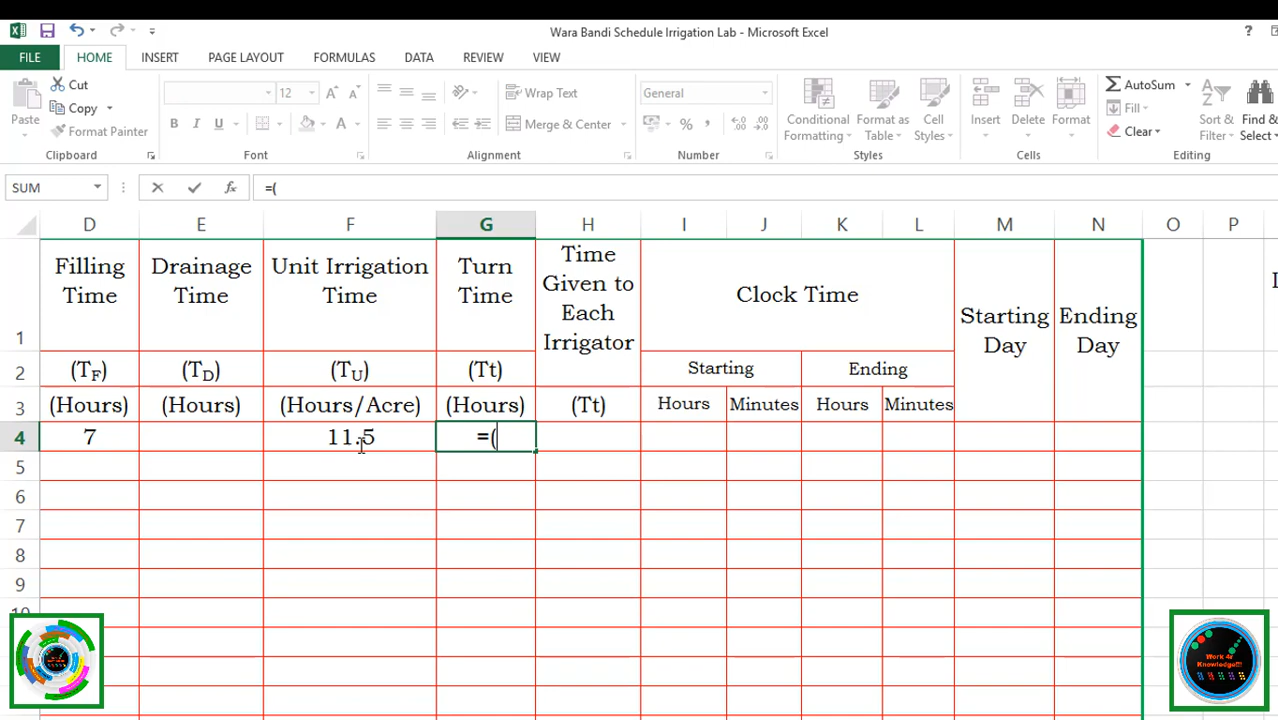 Wara Bandi Schedule Irrigation Lab - Microsoft Excel
FILE HOME INSERT PAGE LAYOUT FORMULAS DATA REVIEW VIEW
Paste Cut
Copy
Format Painter
Clipboard
12 A A
B I U A
Font
Wrap Text
Merge & Center
Alignment
General
% ,
Number
Conditional Formatting
Format as Table
Cell Styles
Styles
Insert Delete Format
Cells
AutoSum
Fill
Clear
Sort & Filter
Find & Select
Editing
SUM fx =(
D E F G H I J K L M N O P
1 Filling Time Drainage Time Unit Irrigation Time Turn Time Time Given to Each Irrigator Clock Time Starting Day Ending Day
2 (TF) (TD) (TU) (Tt) Starting Ending
3 (Hours) (Hours) (Hours/Acre) (Hours) (Tt) Hours Minutes Hours Minutes
4 7 11.5 =(
5
6
7
8
9
10
Work 4r
Knowledge!!!